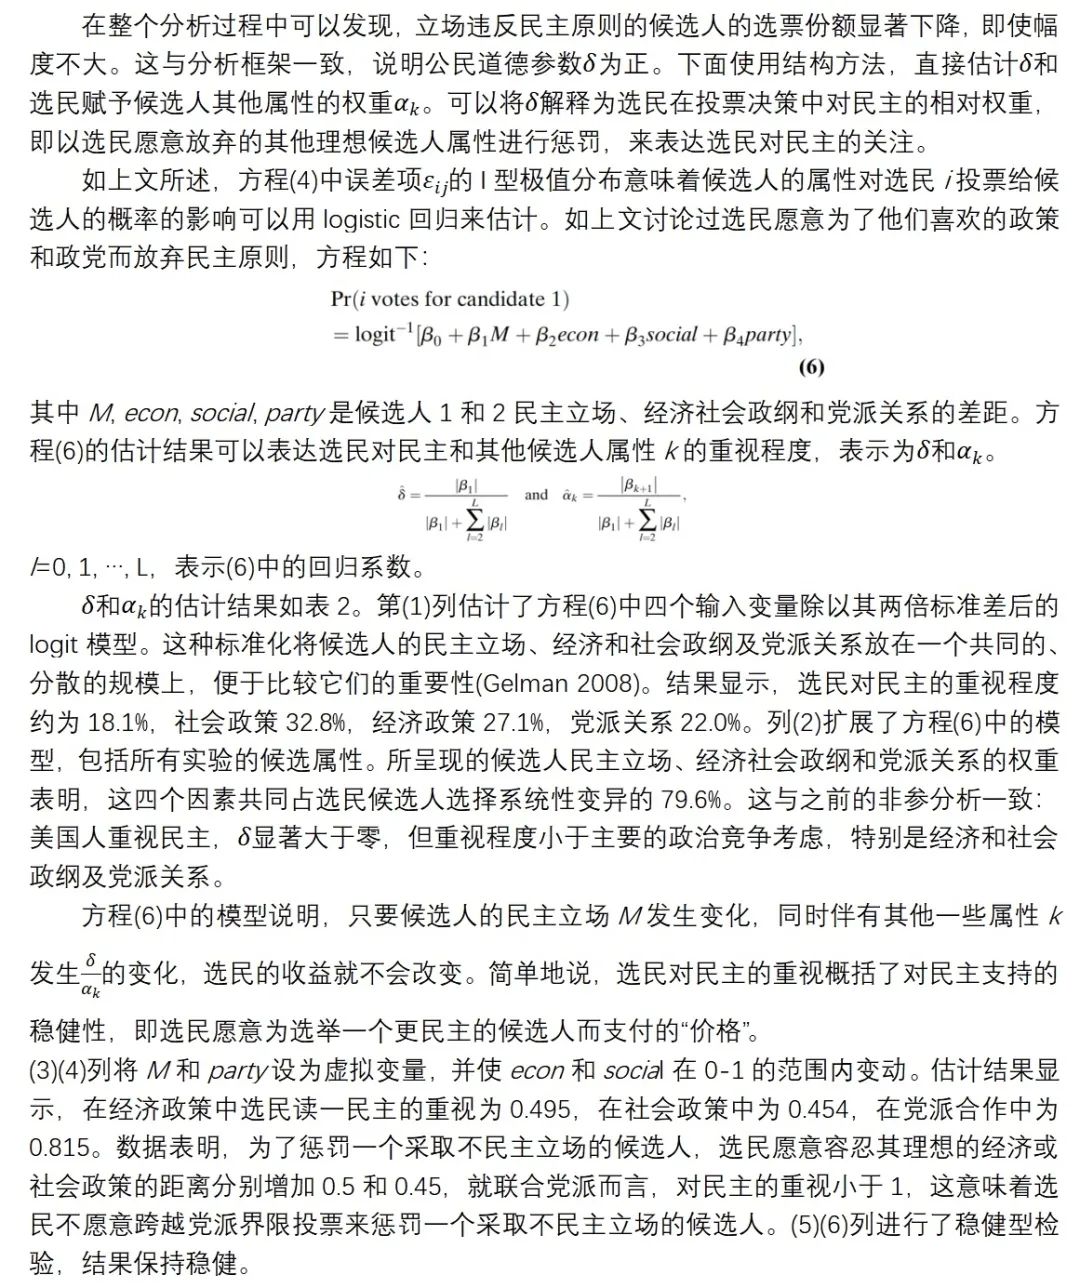 在整个分析过程中可以发现，立场违反民主原则的候选人的选票份额显著下降，即使幅
度不大。这与分析框架一致，说明公民道德参数δ为正。下面使用结构方法，直接估计δ和
选民赋予候选人其他属性的权重αₖ。可以将δ解释为选民在投票决策中对民主的相对权重，
即以选民愿意放弃的其他理想候选人属性进行惩罚，来表达选民对民主的关注。
如上文所述，方程(4)中误差项εᵢⱼ的 I 型极值分布意味着候选人的属性对选民 i 投票给候
选人的概率的影响可以用 logistic 回归来估计。如上文讨论过选民愿意为了他们喜欢的政策
和政党而放弃民主原则，方程如下：
Pr(i votes for candidate 1)
= logit⁻¹[β₀ + β₁M + β₂econ + β₃social + β₄party],
(6)
其中 M, econ, social, party 是候选人 1 和 2 民主立场、经济社会政纲和党派关系的差距。方
程(6)的估计结果可以表达选民对民主和其他候选人属性 k 的重视程度，表示为δ和αₖ。
δ̂ = |β₁| / (|β₁| + ∑_{l=2}^{L} |βₗ|) and α̂ₖ = |βₖ₊₁| / (|β₁| + ∑_{l=2}^{L} |βₗ|),
l=0, 1, ···, L，表示(6)中的回归系数。
δ和αₖ的估计结果如表 2。第(1)列估计了方程(6)中四个输入变量除以其两倍标准差后的
logit 模型。这种标准化将候选人的民主立场、经济和社会政纲及党派关系放在一个共同的、
分散的规模上，便于比较它们的重要性(Gelman 2008)。结果显示，选民对民主的重视程度
约为 18.1%，社会政策 32.8%，经济政策 27.1%，党派关系 22.0%。列(2)扩展了方程(6)中的模
型，包括所有实验的候选属性。所呈现的候选人民主立场、经济社会政纲和党派关系的权重
表明，这四个因素共同占选民候选人选择系统性变异的 79.6%。这与之前的非参分析一致：
美国人重视民主，δ显著大于零，但重视程度小于主要的政治竞争考虑，特别是经济和社会
政纲及党派关系。
方程(6)中的模型说明，只要候选人的民主立场 M 发生变化，同时伴有其他一些属性 k
发生δ/αₖ的变化，选民的收益就不会改变。简单地说，选民对民主的重视概括了对民主支持的
稳健性，即选民愿意为选举一个更民主的候选人而支付的“价格”。
(3)(4)列将 M 和 party 设为虚拟变量，并使 econ 和 social 在 0-1 的范围内变动。估计结果显
示，在经济政策中选民读一民主的重视为 0.495，在社会政策中为 0.454，在党派合作中为
0.815。数据表明，为了惩罚一个采取不民主立场的候选人，选民愿意容忍其理想的经济或
社会政策的距离分别增加 0.5 和 0.45，就联合党派而言，对民主的重视小于 1，这意味着选
民不愿意跨越党派界限投票来惩罚一个采取不民主立场的候选人。(5)(6)列进行了稳健型检
验，结果保持稳健。